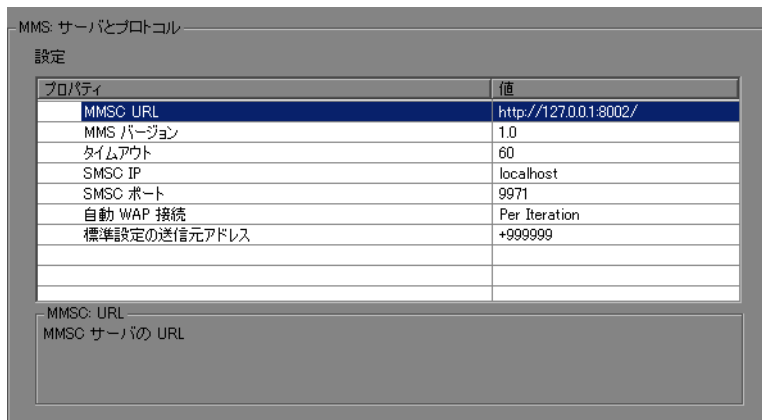 MMS: サーバとプロトコル
設定
プロパティ 値
MMSC URL http://127.0.0.1:8002/
MMS バージョン 1.0
タイムアウト 60
SMSC IP localhost
SMSC ポート 9971
自動 WAP 接続 Per Iteration
標準設定の送信元アドレス +999999
MMSC: URL
MMSC サーバの URL